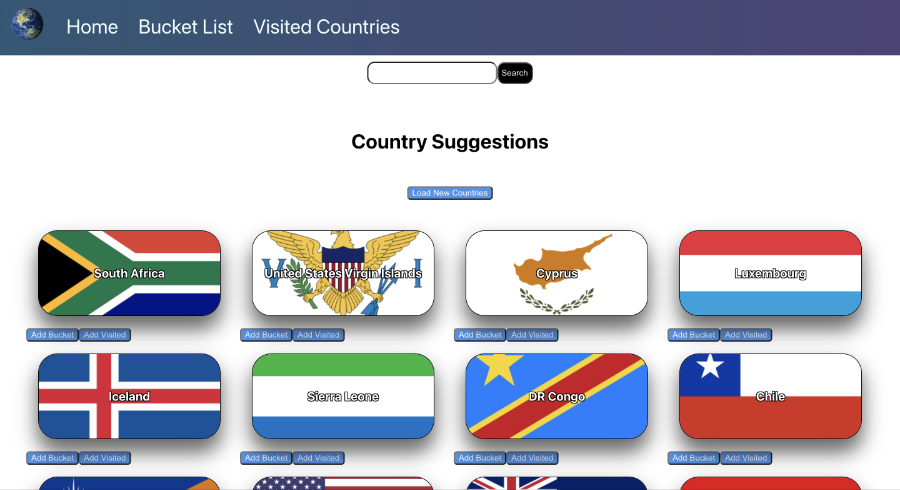 Home Bucket List Visited Countries
Search
Country Suggestions
Load New Countries
South Africa United States Virgin Islands Cyprus Luxembourg
V I
Add Bucket Add Visited Add Bucket Add Visited Add Bucket Add Visited Add Bucket Add Visited
Iceland Sierra Leone DR Congo Chile
Add Bucket Add Visited Add Bucket Add Visited Add Bucket Add Visited Add Bucket Add Visited